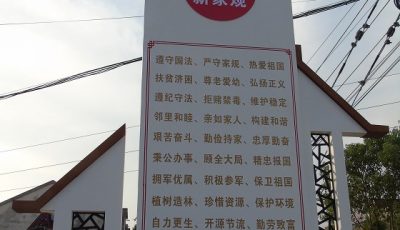 新家规
遵守国法、严守家规、热爱祖国
扶贫济困、尊老爱幼、弘扬正义
遵纪守法、拒赌禁毒、维护稳定
邻里和睦、亲如家人、构建和谐
艰苦奋斗、勤俭持家、忠厚勤奋
秉公办事、顾全大局、精忠报国
拥军优属、积极参军、保卫祖国
植树造林、珍惜资源、保护环境
自力更生、开源节流、勤劳致富